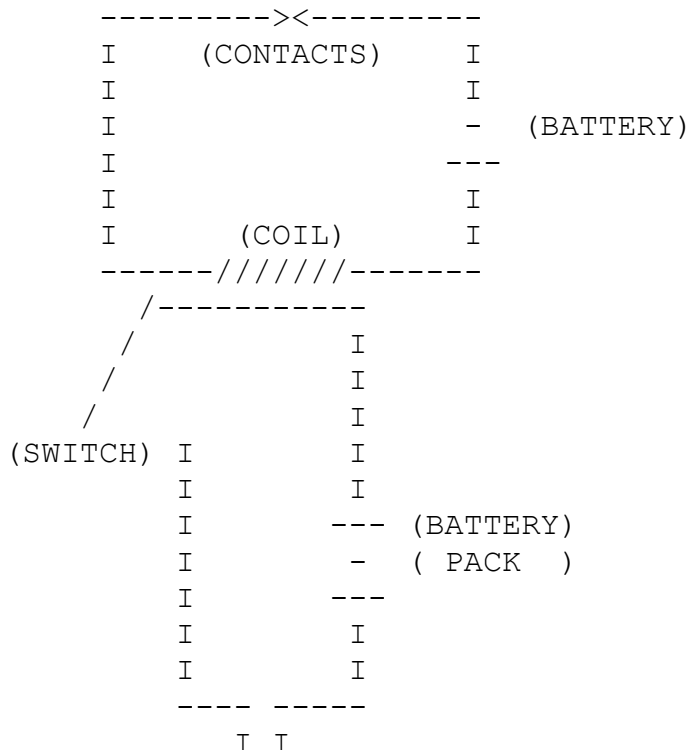 ---------><---------
I    (CONTACTS)    I
I                  I
I                  -  (BATTERY)
I                 ---
I                  I
I      (COIL)      I
------///////-------
/-----------
/           I
/            I
/             I
(SWITCH) I         I
I         I
I        --- (BATTERY)
I         -  ( PACK  )
I        ---
I         I
I         I
---- -----
I I